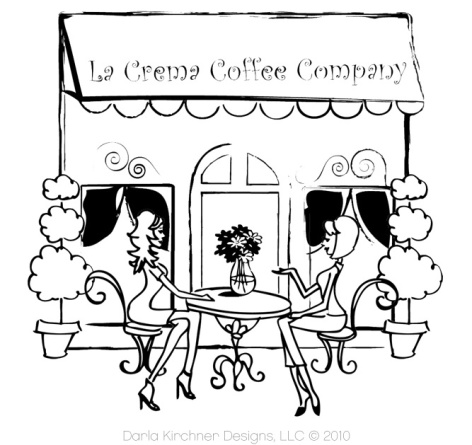 La Crema Coffee Company
Darla Kirchner Designs, LLC © 2010